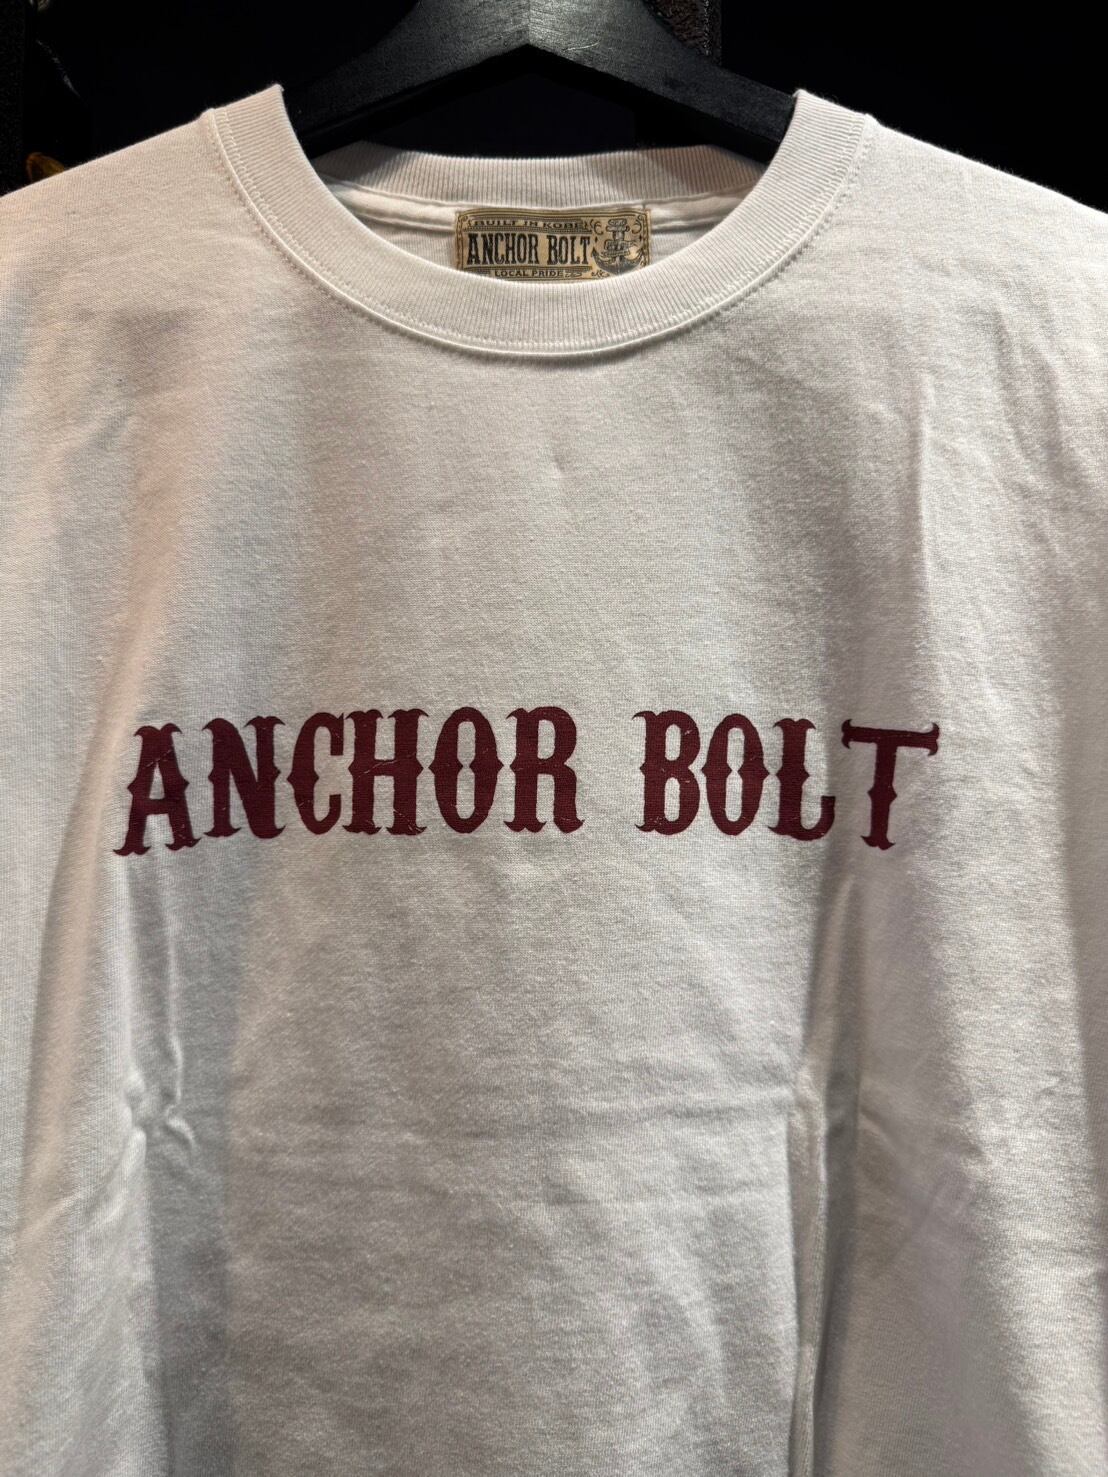 BUILT IN KOBE
ANCHOR BOLT
LOCAL PRIDE
ANCHOR BOLT